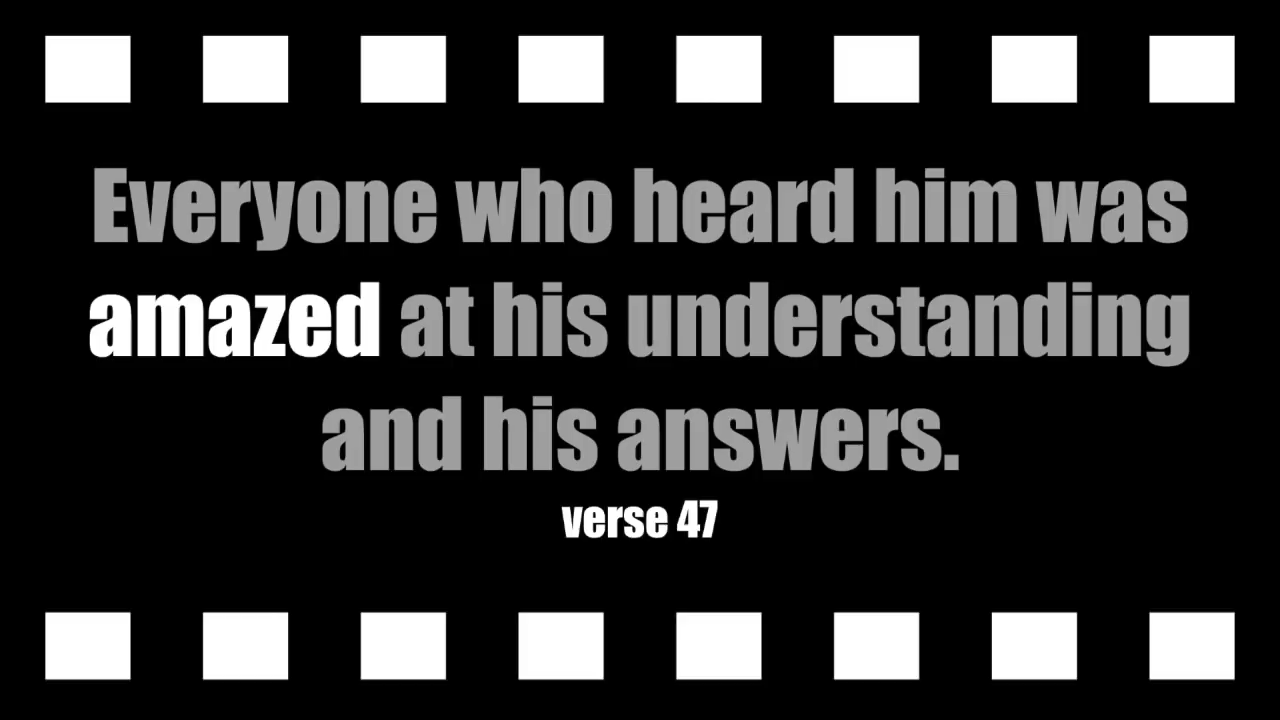 Everyone who heard him was
amazed at his understanding
and his answers.
verse 47